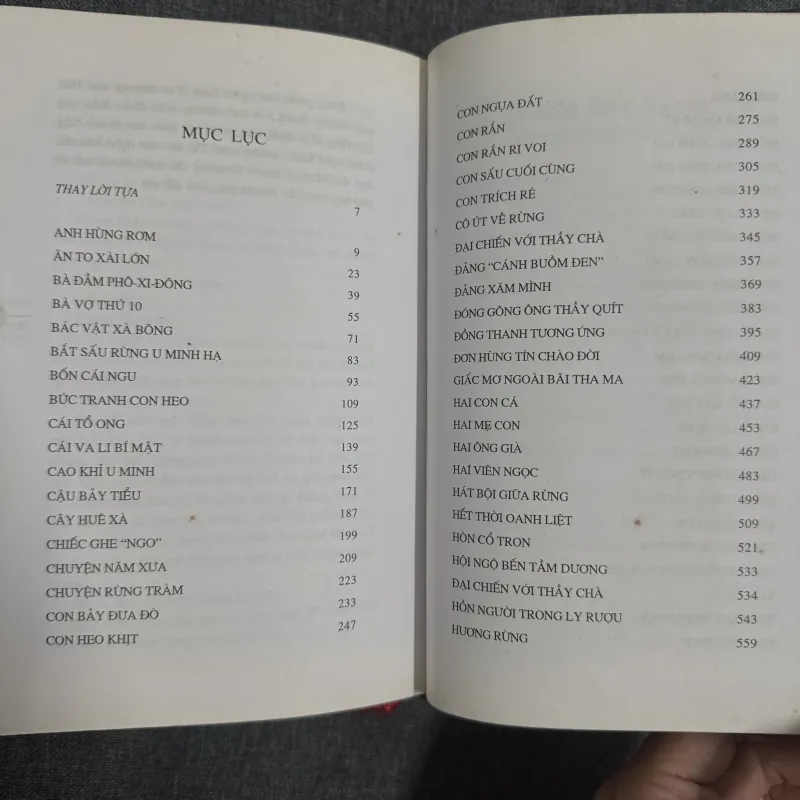 MỤC LỤC
THAY LỜI TỰA 7
ANH HÙNG RƠM 9
ĂN TO XÀI LỚN 23
BÀ ĐẦM PHÔ-XI-ĐÔNG 39
BÀ VỢ THỨ 10 55
BÁC VẬT XÀ BÔNG 71
BẮT SẤU RỪNG U MINH HẠ 83
BỐN CÁI NGU 93
BỨC TRANH CON HEO 109
CÁI TỔ ONG 125
CÁI VA LI BÍ MẬT 139
CAO KHỈ U MINH 155
CẬU BẢY TIỂU 171
CÂY HUÊ XÀ 187
CHIẾC GHE “NGO” 199
CHUYỆN NĂM XƯA 209
CHUYỆN RỪNG TRÀM 223
CON BẢY ĐƯA ĐÒ 233
CON HEO KHỊT 247
CON NGỰA ĐẤT 261
CON RẮN 275
CON RẮN RI VOI 289
CON SẤU CUỐI CÙNG 305
CON TRÍCH RÉ 319
CÔ ÚT VỀ RỪNG 333
ĐẠI CHIẾN VỚI THẦY CHÀ 345
ĐẢNG “CÁNH BUỒM ĐEN” 357
ĐẢNG XĂM MÌNH 369
ĐÓNG GÔNG ÔNG THẦY QUÍT 383
ĐỒNG THANH TƯƠNG ỨNG 395
ĐƠN HÙNG TÍN CHÀO ĐỜI 409
GIẤC MƠ NGOÀI BÃI THA MA 423
HAI CON CÁ 437
HAI MẸ CON 453
HAI ÔNG GIÀ 467
HAI VIÊN NGỌC 483
HÁT BỘI GIỮA RỪNG 499
HẾT THỜI OANH LIỆT 509
HÒN CỔ TRON 521
HỘI NGỘ BẾN TẦM DƯƠNG 533
ĐẠI CHIẾN VỚI THẦY CHÀ 534
HỒN NGƯỜI TRONG LY RƯỢU 543
HƯƠNG RỪNG 559